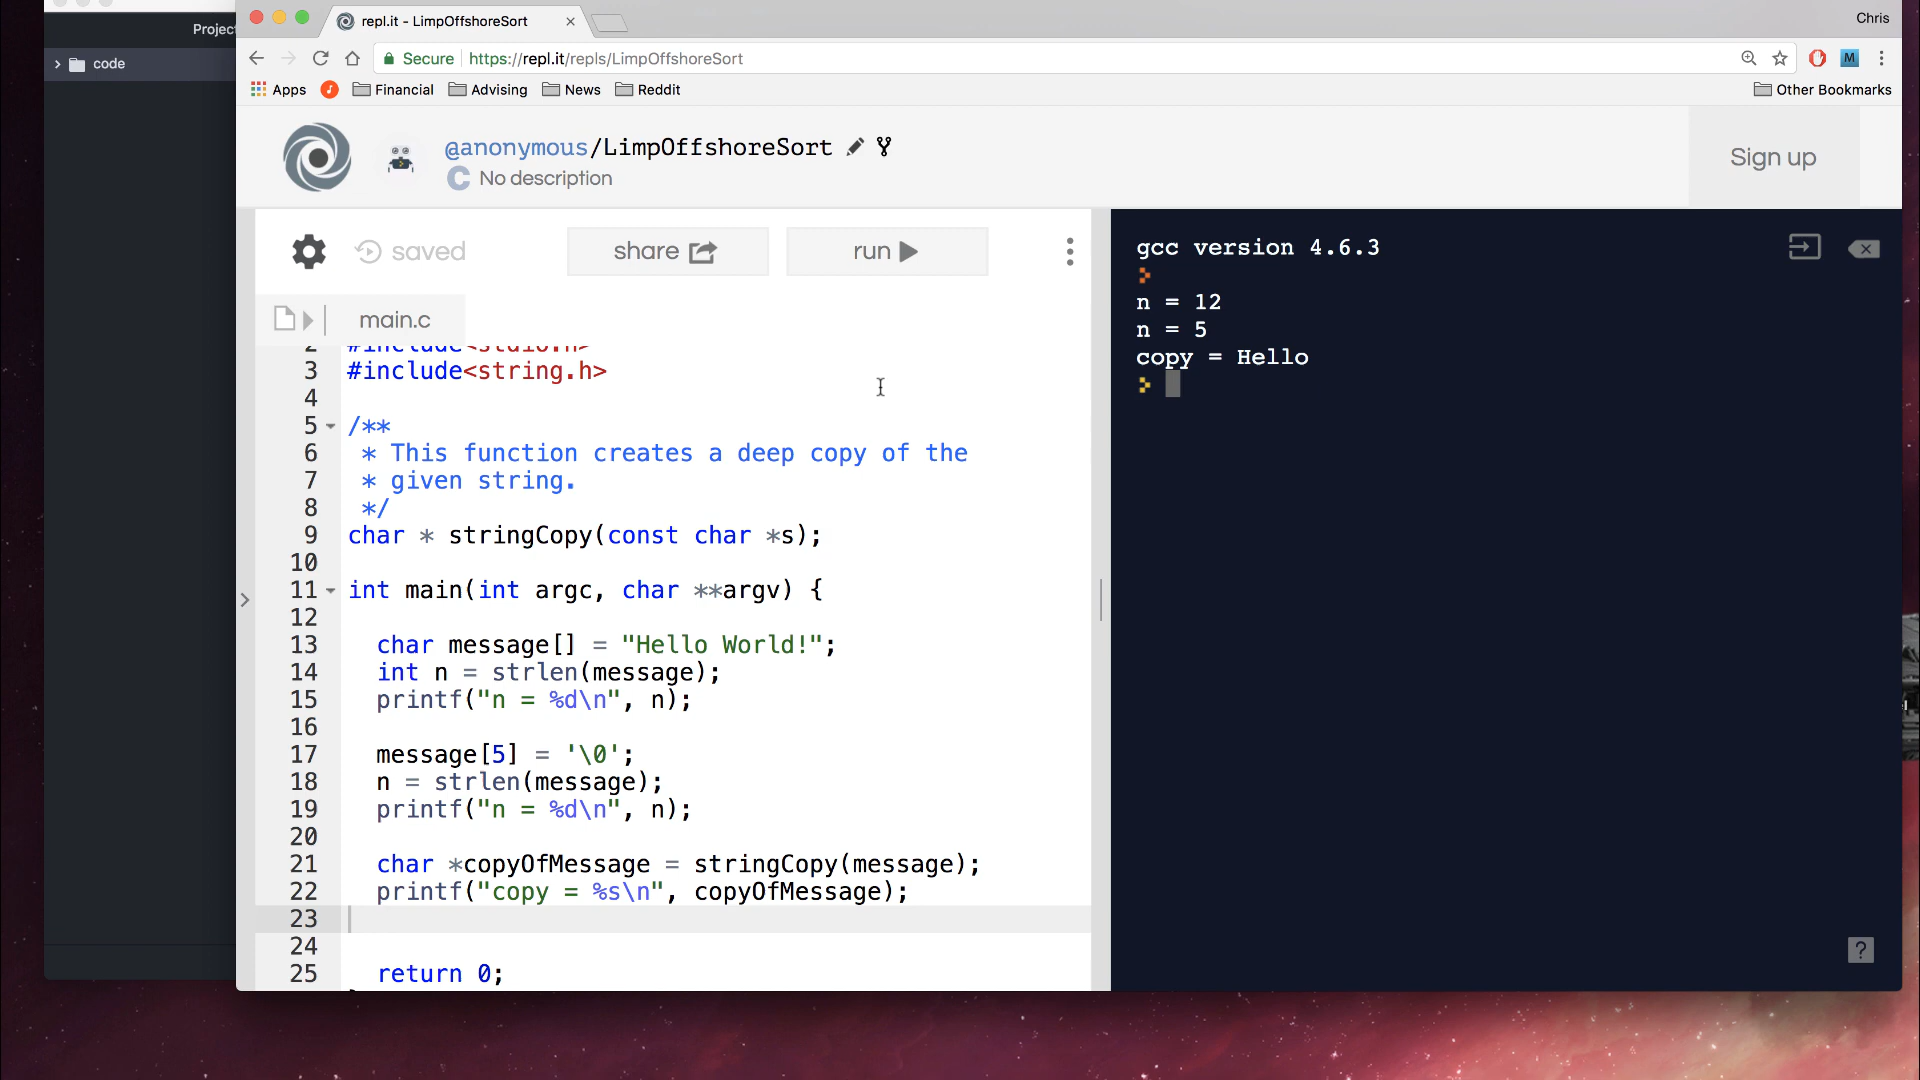 Project
code
repl.it - LimpOffshoreSort
Chris
Secure https://repl.it/repls/LimpOffshoreSort
M
Apps Financial Advising News Reddit Other Bookmarks
@anonymous/LimpOffshoreSort
C No description
Sign up
saved share run
main.c
2 #include<stdio.h>
3 #include<string.h>
4
5 /**
6 * This function creates a deep copy of the
7 * given string.
8 */
9 char * stringCopy(const char *s);
10
11 int main(int argc, char **argv) {
12
13 char message[] = "Hello World!";
14 int n = strlen(message);
15 printf("n = %d\n", n);
16
17 message[5] = '\0';
18 n = strlen(message);
19 printf("n = %d\n", n);
20
21 char *copyOfMessage = stringCopy(message);
22 printf("copy = %s\n", copyOfMessage);
23
24
25 return 0;
gcc version 4.6.3
n = 12
n = 5
copy = Hello
?